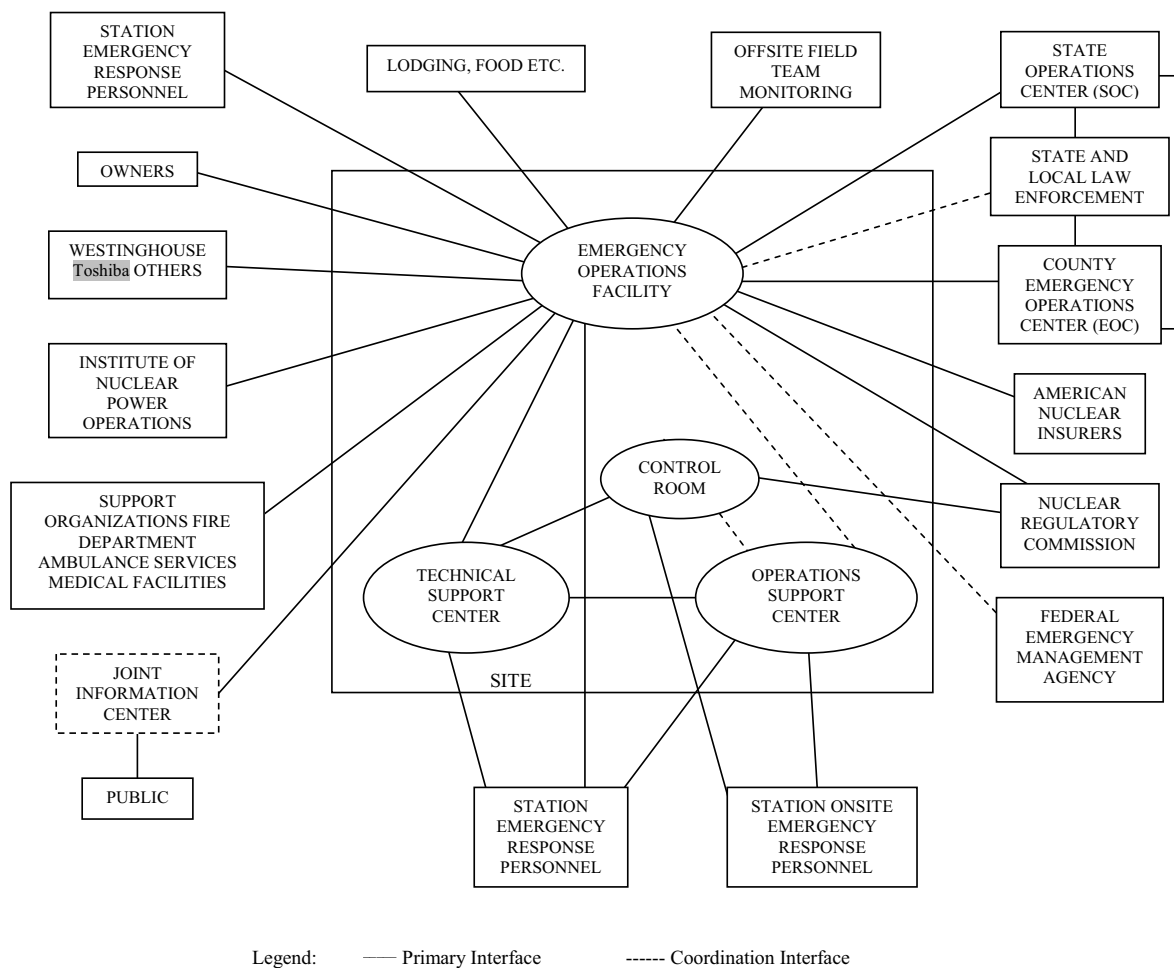 STATION
EMERGENCY
RESPONSE
PERSONNEL
LODGING, FOOD ETC.
OFFSITE FIELD
TEAM
MONITORING
STATE
OPERATIONS
CENTER (SOC)
OWNERS
STATE AND
LOCAL LAW
ENFORCEMENT
WESTINGHOUSE
Toshiba OTHERS
EMERGENCY
OPERATIONS
FACILITY
COUNTY
EMERGENCY
OPERATIONS
CENTER (EOC)
INSTITUTE OF
NUCLEAR
POWER
OPERATIONS
AMERICAN
NUCLEAR
INSURERS
CONTROL
ROOM
SUPPORT
ORGANIZATIONS FIRE
DEPARTMENT
AMBULANCE SERVICES
MEDICAL FACILITIES
NUCLEAR
REGULATORY
COMMISSION
TECHNICAL
SUPPORT
CENTER
OPERATIONS
SUPPORT
CENTER
FEDERAL
EMERGENCY
MANAGEMENT
AGENCY
JOINT
INFORMATION
CENTER
SITE
PUBLIC
STATION
EMERGENCY
RESPONSE
PERSONNEL
STATION ONSITE
EMERGENCY
RESPONSE
PERSONNEL
Legend: —— Primary Interface ------ Coordination Interface